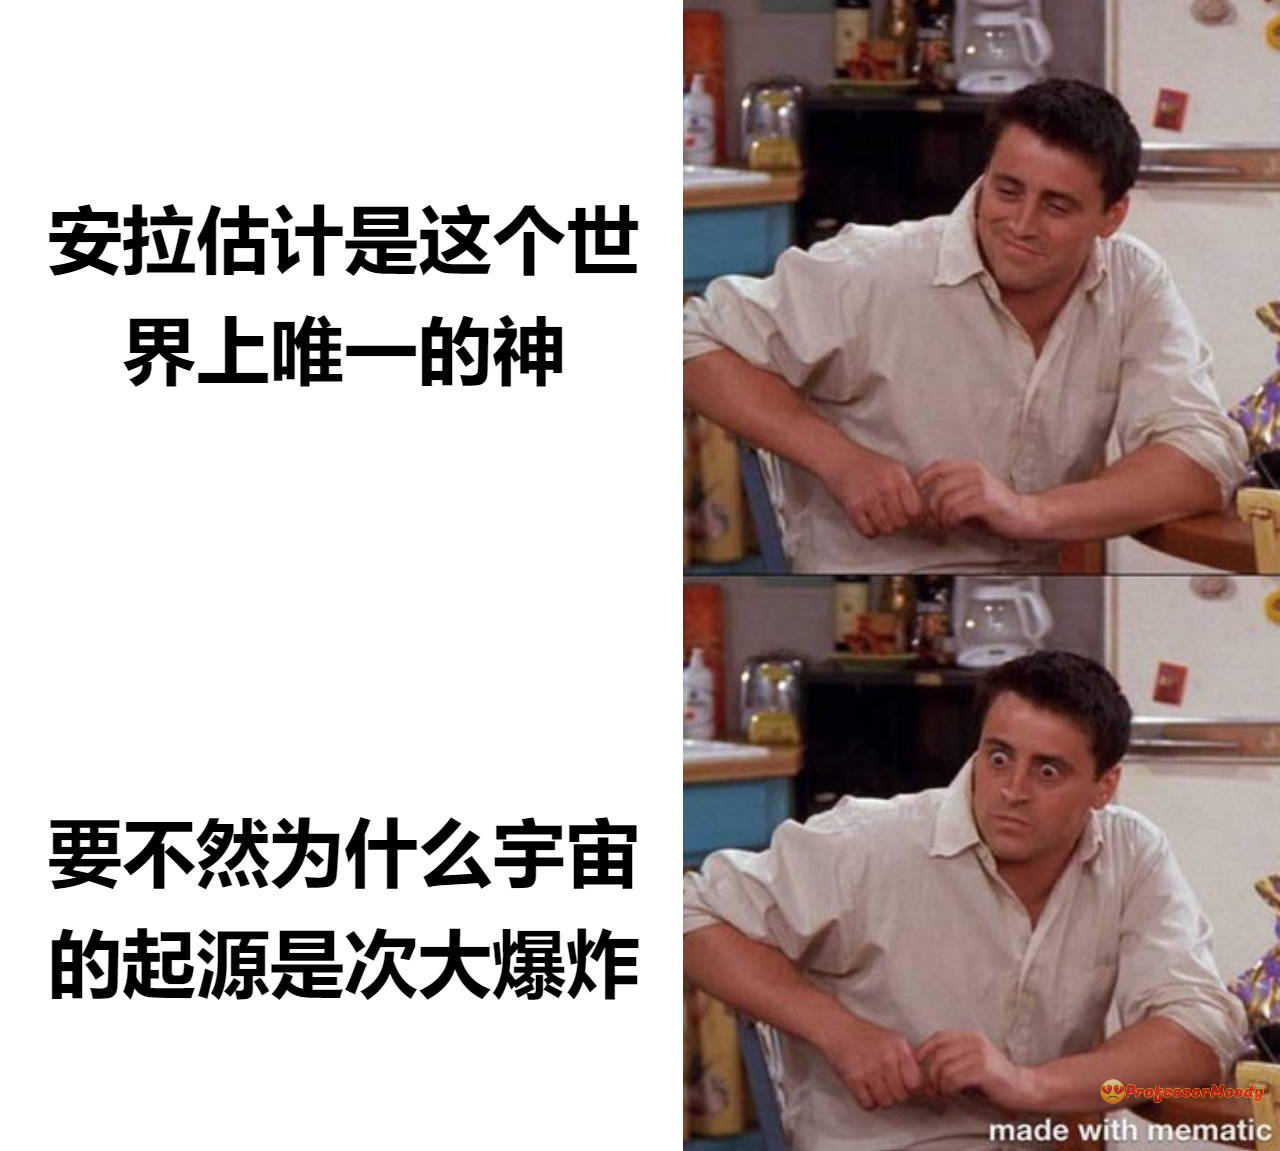 安拉估计是这个世
界上唯一的神
要不然为什么宇宙
的起源是次大爆炸
ProfessorMoody
made with mematic